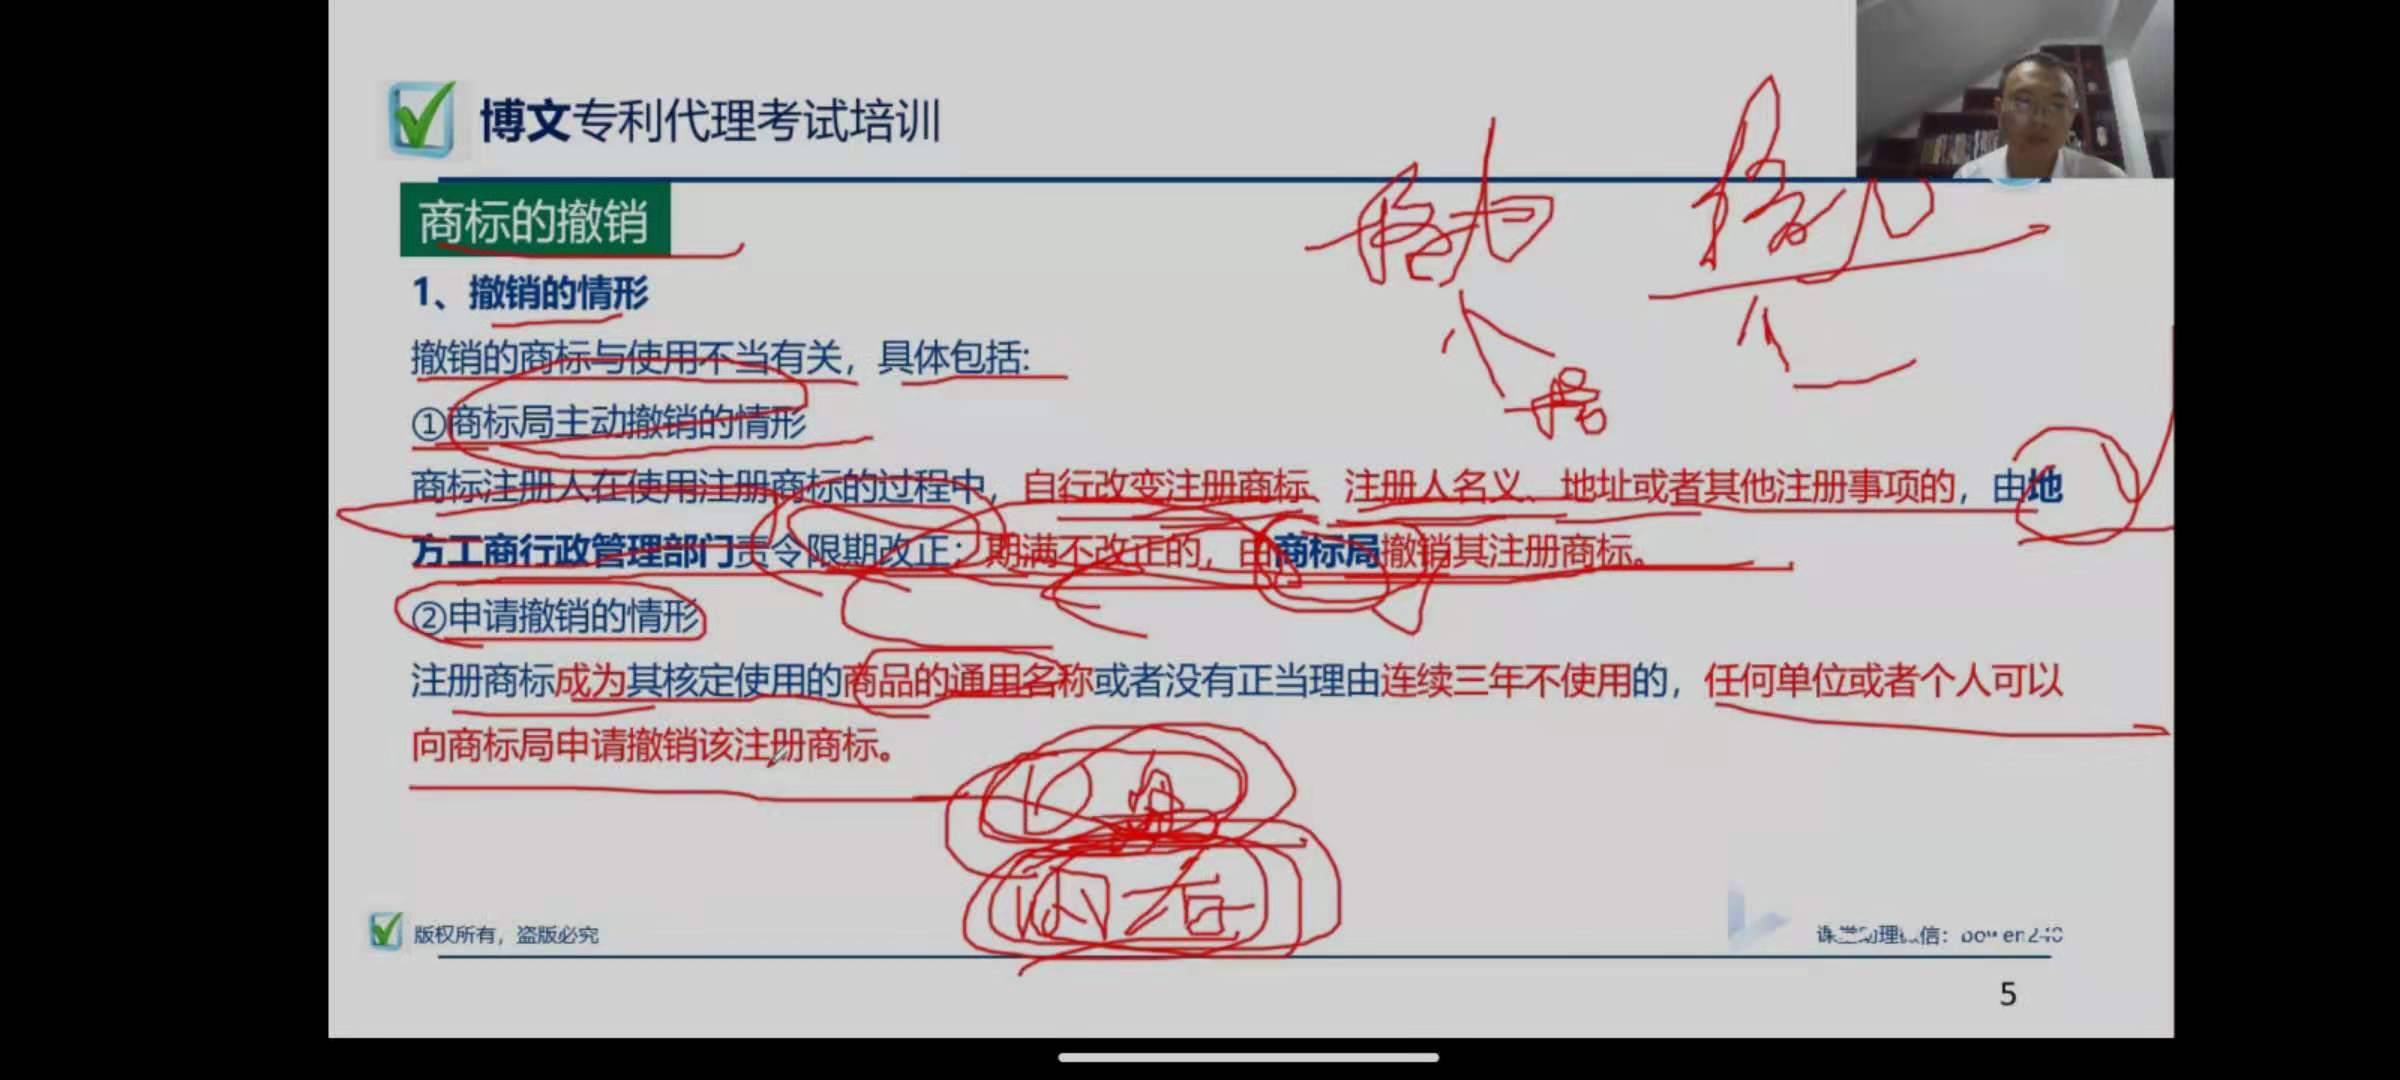 博文专利代理考试培训
商标的撤销
1、撤销的情形
撤销的商标与使用不当有关，具体包括:
①商标局主动撤销的情形
商标注册人在使用注册商标的过程中，自行改变注册商标、注册人名义、地址或者其他注册事项的，由地
方工商行政管理部门责令限期改正；期满不改正的，由商标局撤销其注册商标。
②申请撤销的情形
注册商标成为其核定使用的商品的通用名称或者没有正当理由连续三年不使用的，任何单位或者个人可以
向商标局申请撤销该注册商标。
版权所有，盗版必究
5